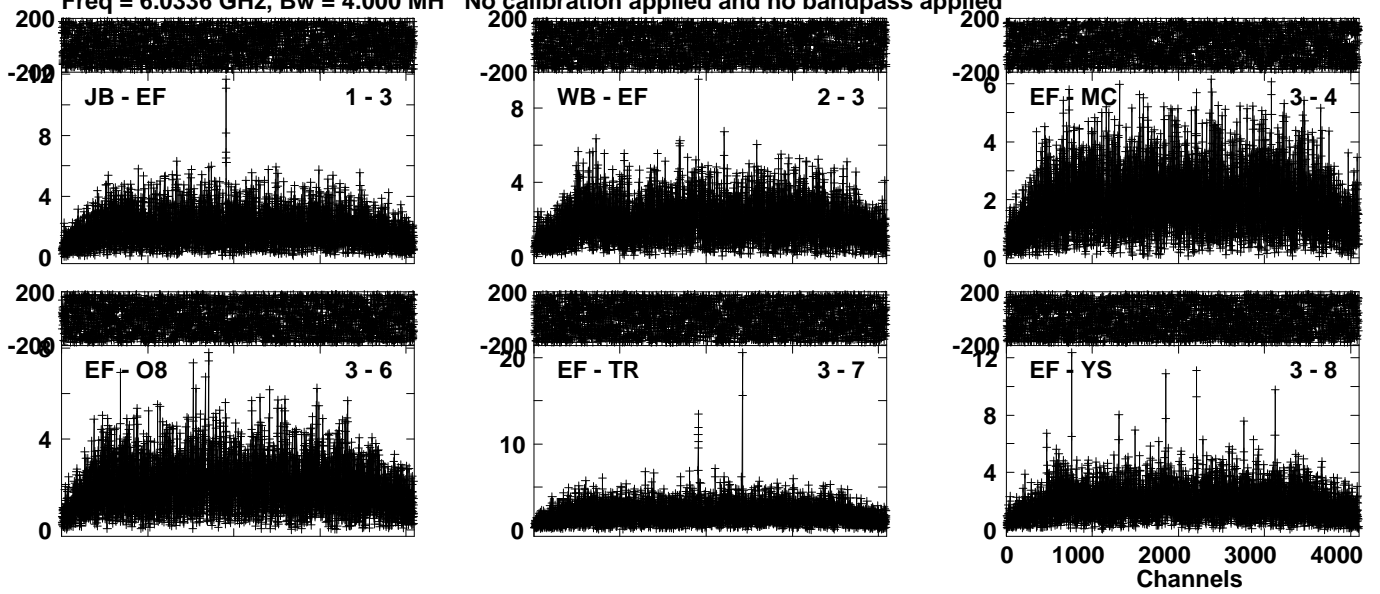 Freq = 6.0336 GHz, Bw = 4.000 MH No calibration applied and no bandpass applied
200 200 200
-200 -200 -200
12
JB - EF 1 - 3 WB - EF 2 - 3 EF - MC 3 - 4
8 8 6
4 4 4
2
0 0 0
200 200 200
-200 -200 -200
8 20 12
EF - O8 3 - 6 EF - TR 3 - 7 EF - YS 3 - 8
8
4 10 4
0 0 0
0 1000 2000 3000 4000
Channels